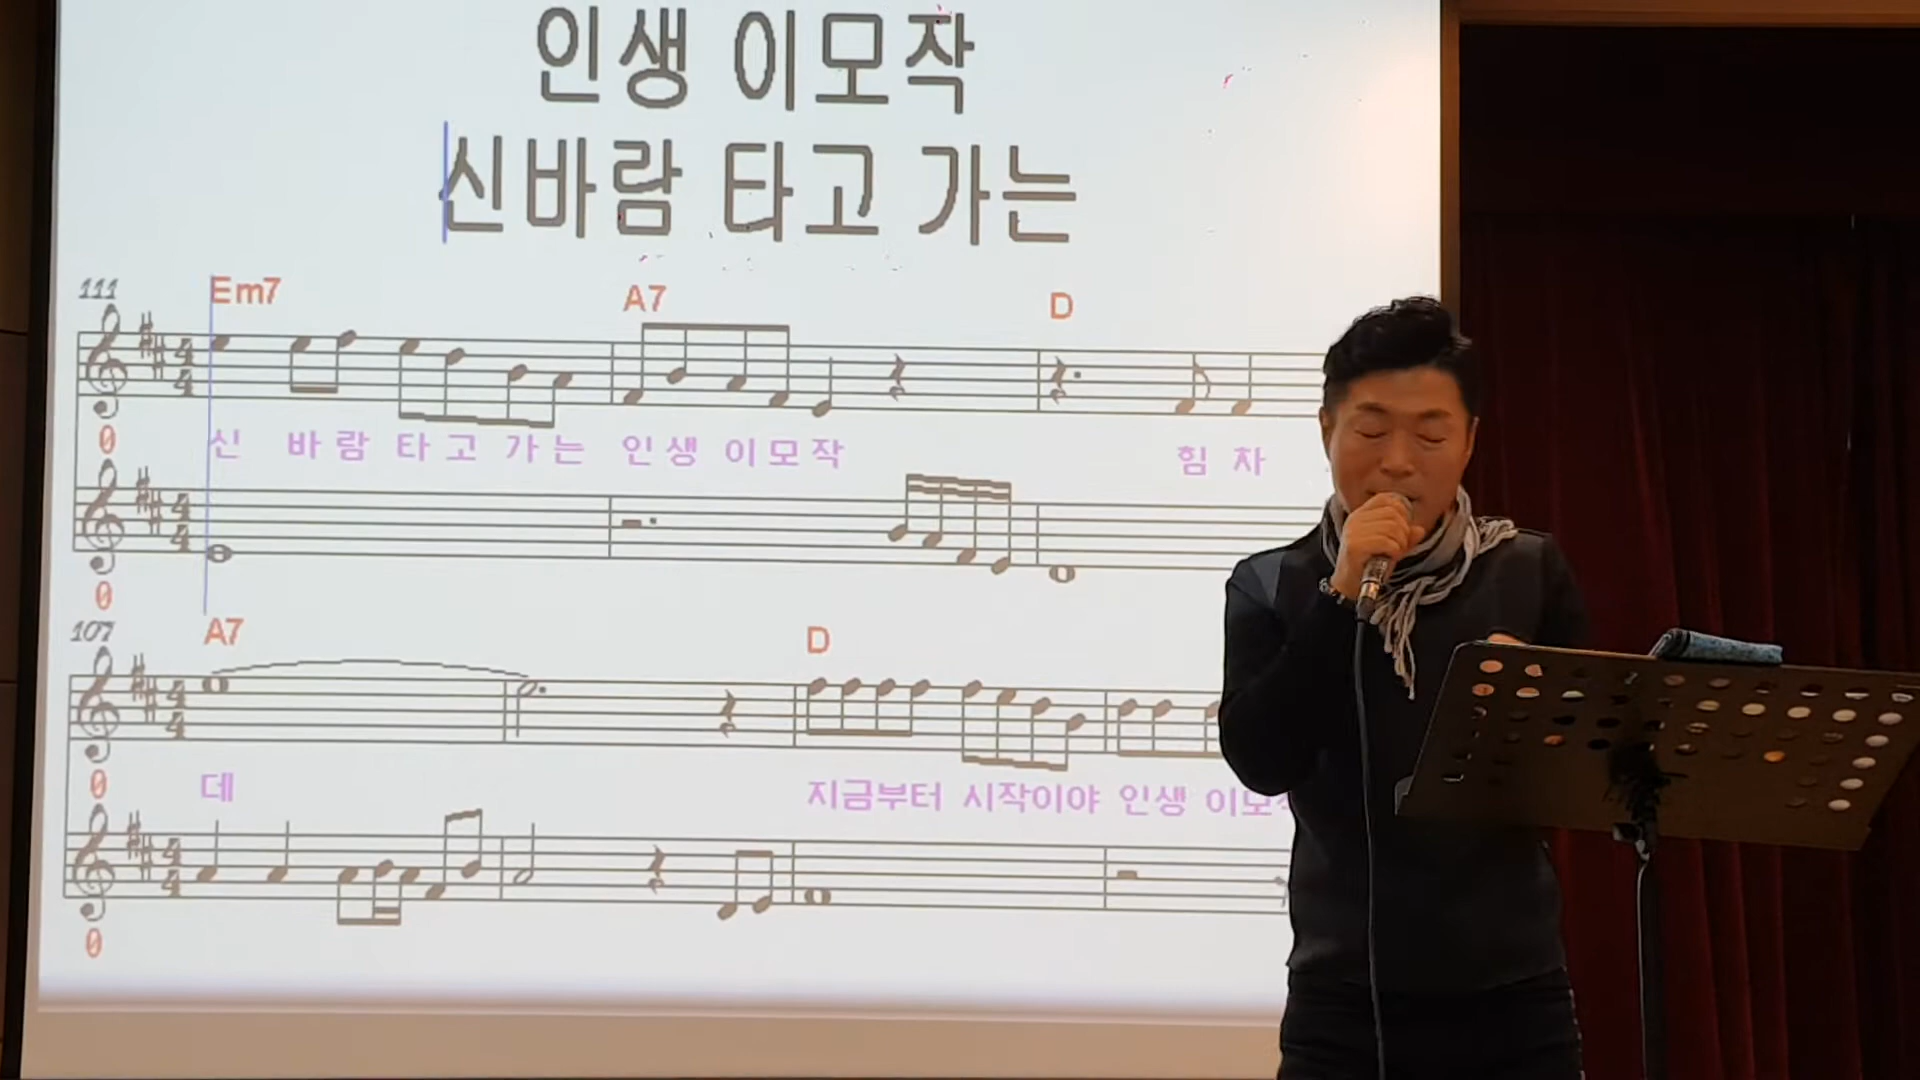 인생 이모작
신바람 타고 가는
111 Em7 A7 D
0 신 바람 타고 가는 인생 이모작 힘차
0
107 A7 D
0 데 지금부터 시작이야 인생 이모작
0